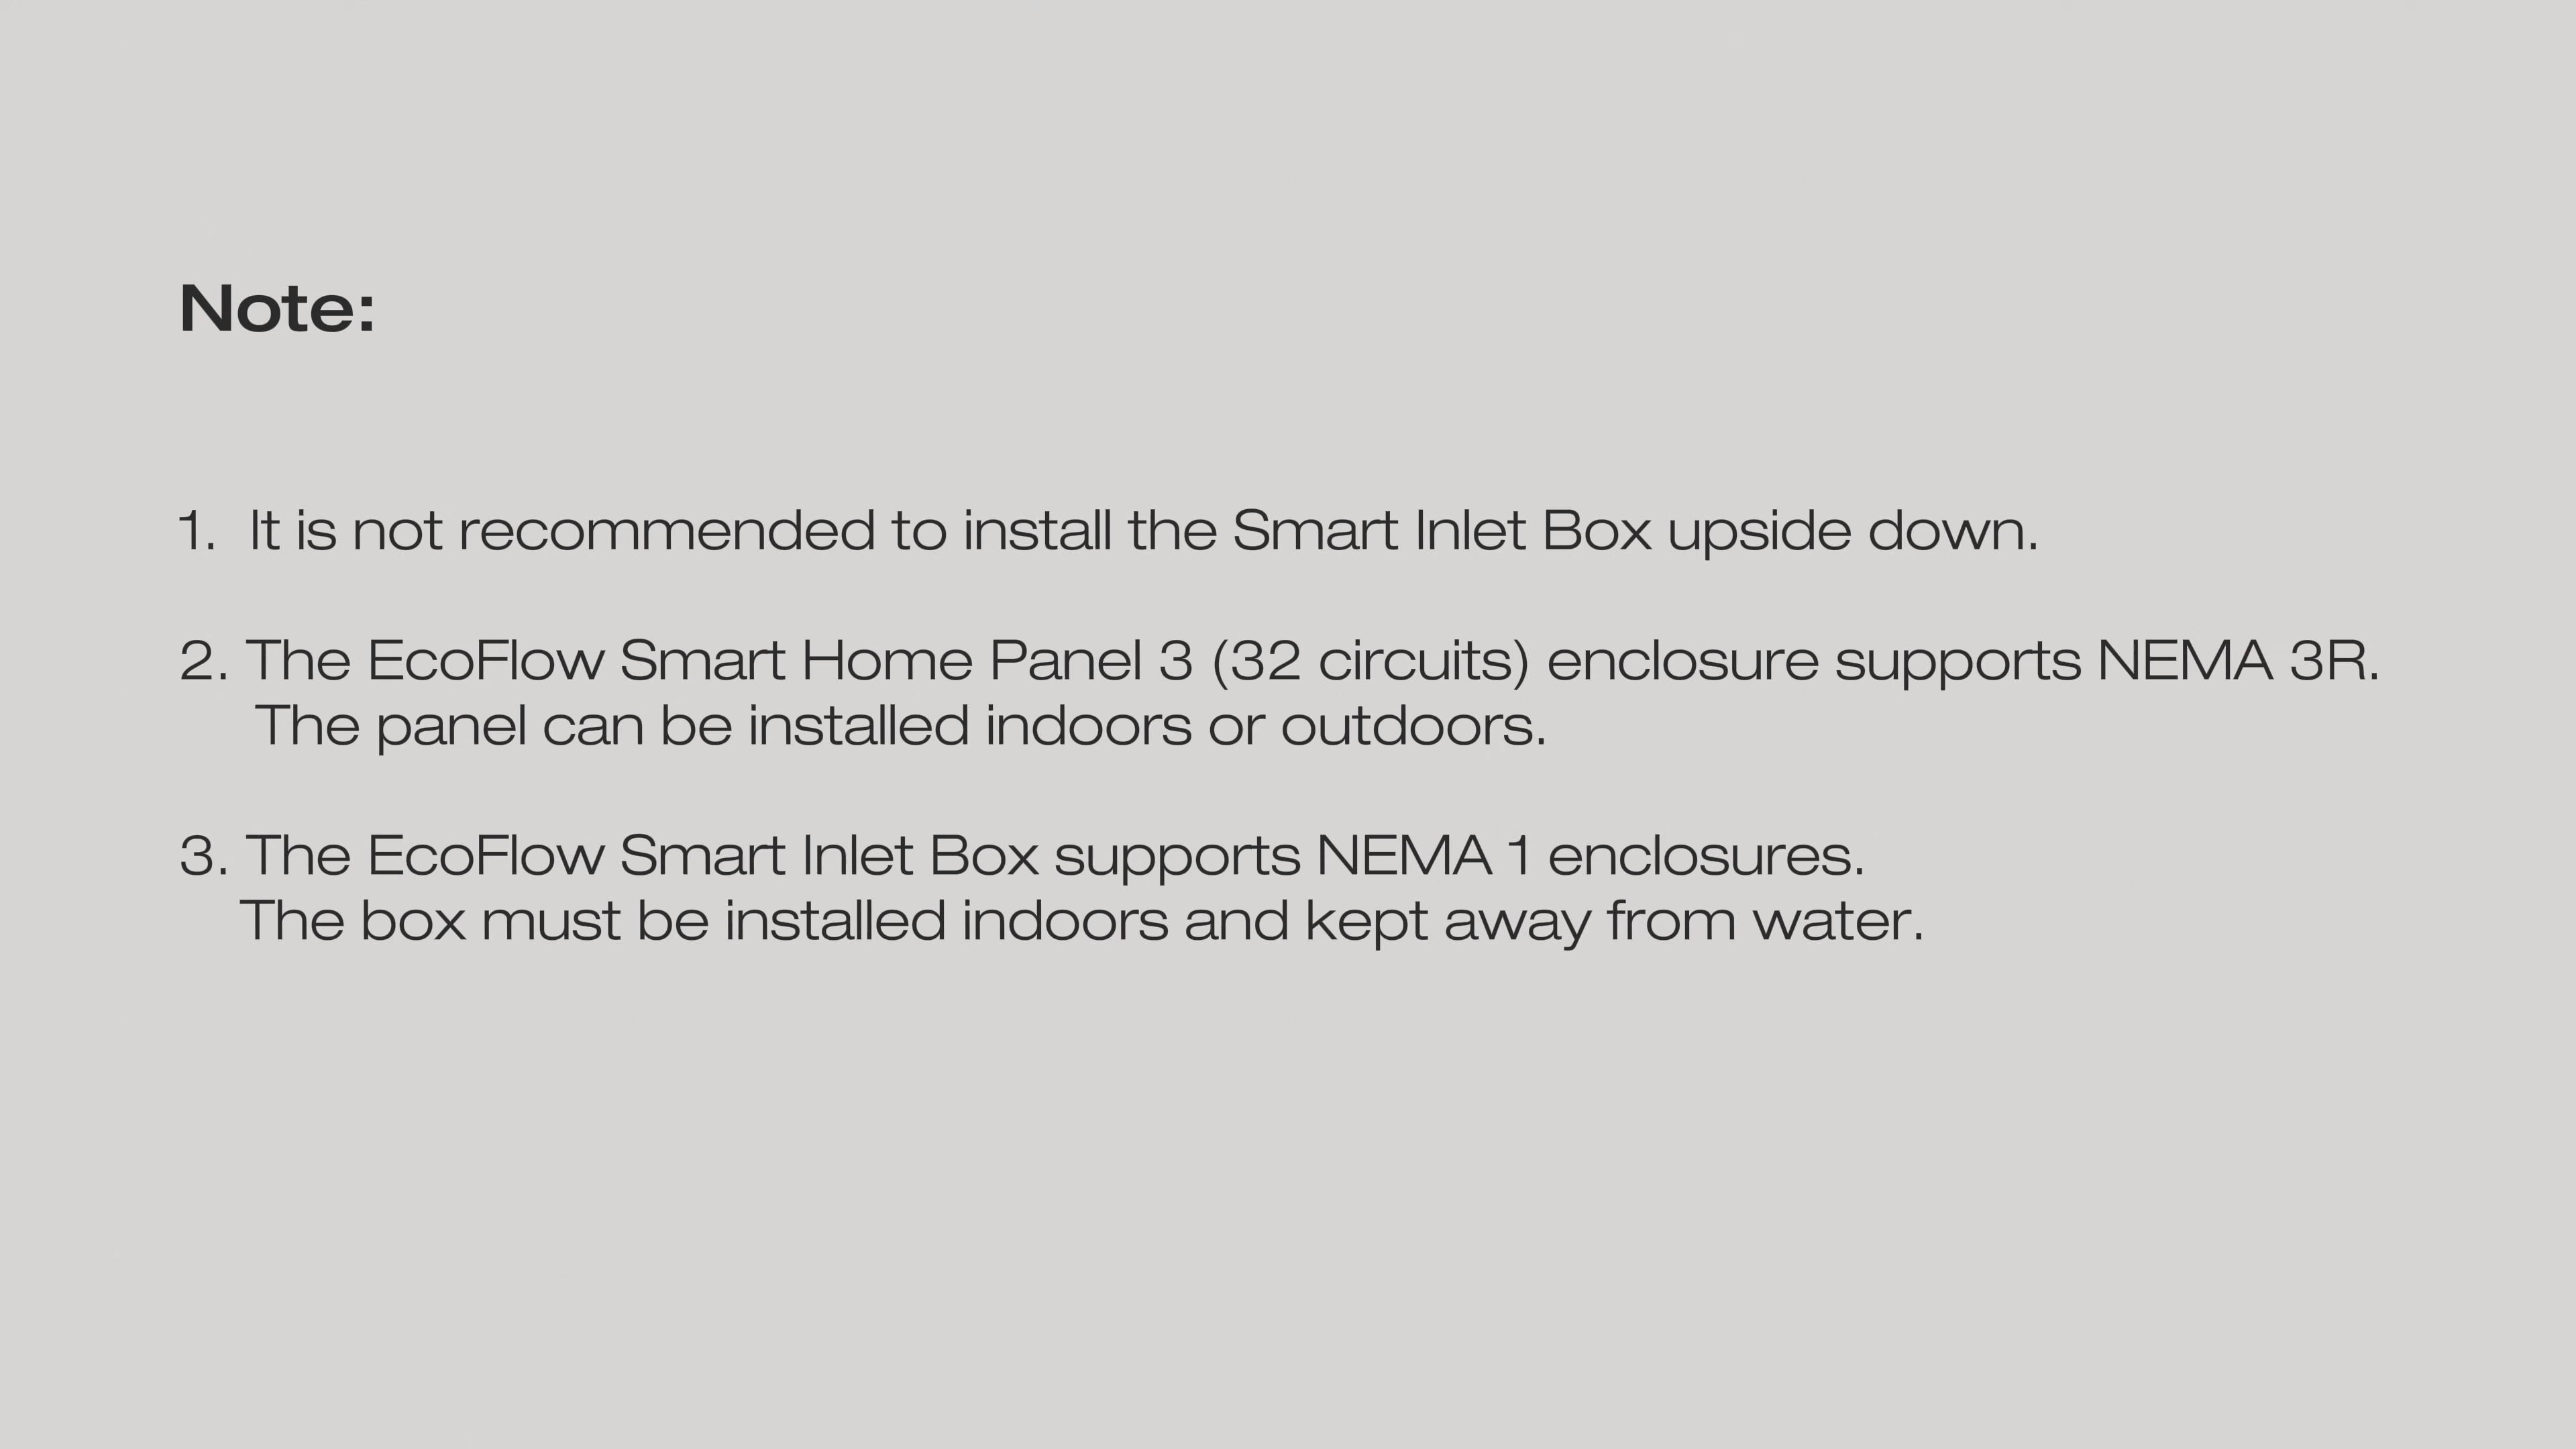 Note:
1. It is not recommended to install the Smart Inlet Box upside down.
2. The EcoFlow Smart Home Panel 3 (32 circuits) enclosure supports NEMA 3R.
The panel can be installed indoors or outdoors.
3. The EcoFlow Smart Inlet Box supports NEMA 1 enclosures.
The box must be installed indoors and kept away from water.